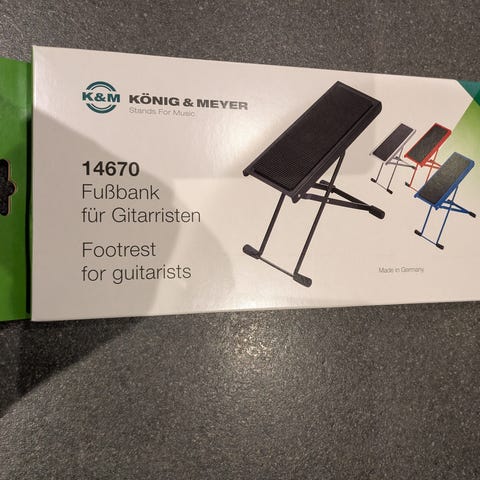 K&M
KÖNIG & MEYER
Stands For Music
14670
Fußbank
für Gitarristen
Footrest
for guitarists
Made in Germany